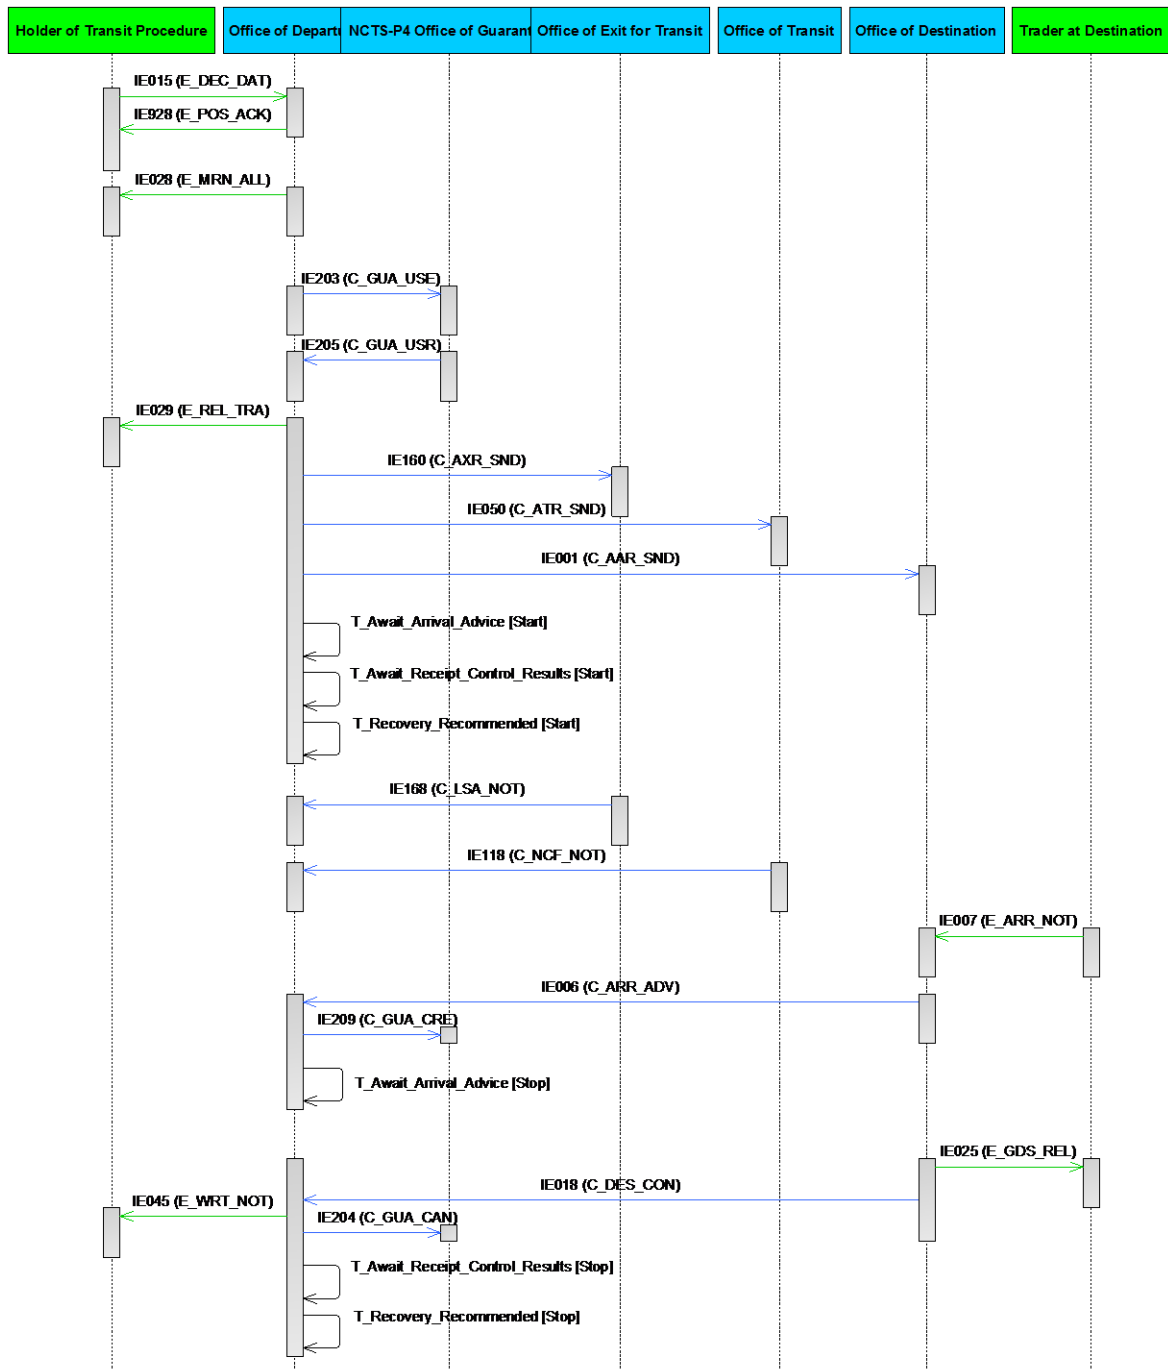 Holder of Transit Procedure
Office of Departu
NCTS-P4 Office of Guarant
Office of Exit for Transit
Office of Transit
Office of Destination
Trader at Destination
IE015 (E_DEC_DAT)
IE928 (E_POS_ACK)
IE028 (E_MRN_ALL)
IE203 (C_GUA_USE)
IE205 (C_GUA_USR)
IE029 (E_REL_TRA)
IE160 (C_AXR_SND)
IE050 (C_ATR_SND)
IE001 (C_AAR_SND)
T_Await_Arrival_Advice [Start]
T_Await_Receipt_Control_Results [Start]
T_Recovery_Recommended [Start]
IE168 (C_LSA_NOT)
IE118 (C_NCF_NOT)
IE007 (E_ARR_NOT)
IE006 (C_ARR_ADV)
IE209 (C_GUA_CRE)
T_Await_Arrival_Advice [Stop]
IE025 (E_GDS_REL)
IE018 (C_DES_CON)
IE045 (E_WRT_NOT)
IE204 (C_GUA_CAN)
T_Await_Receipt_Control_Results [Stop]
T_Recovery_Recommended [Stop]